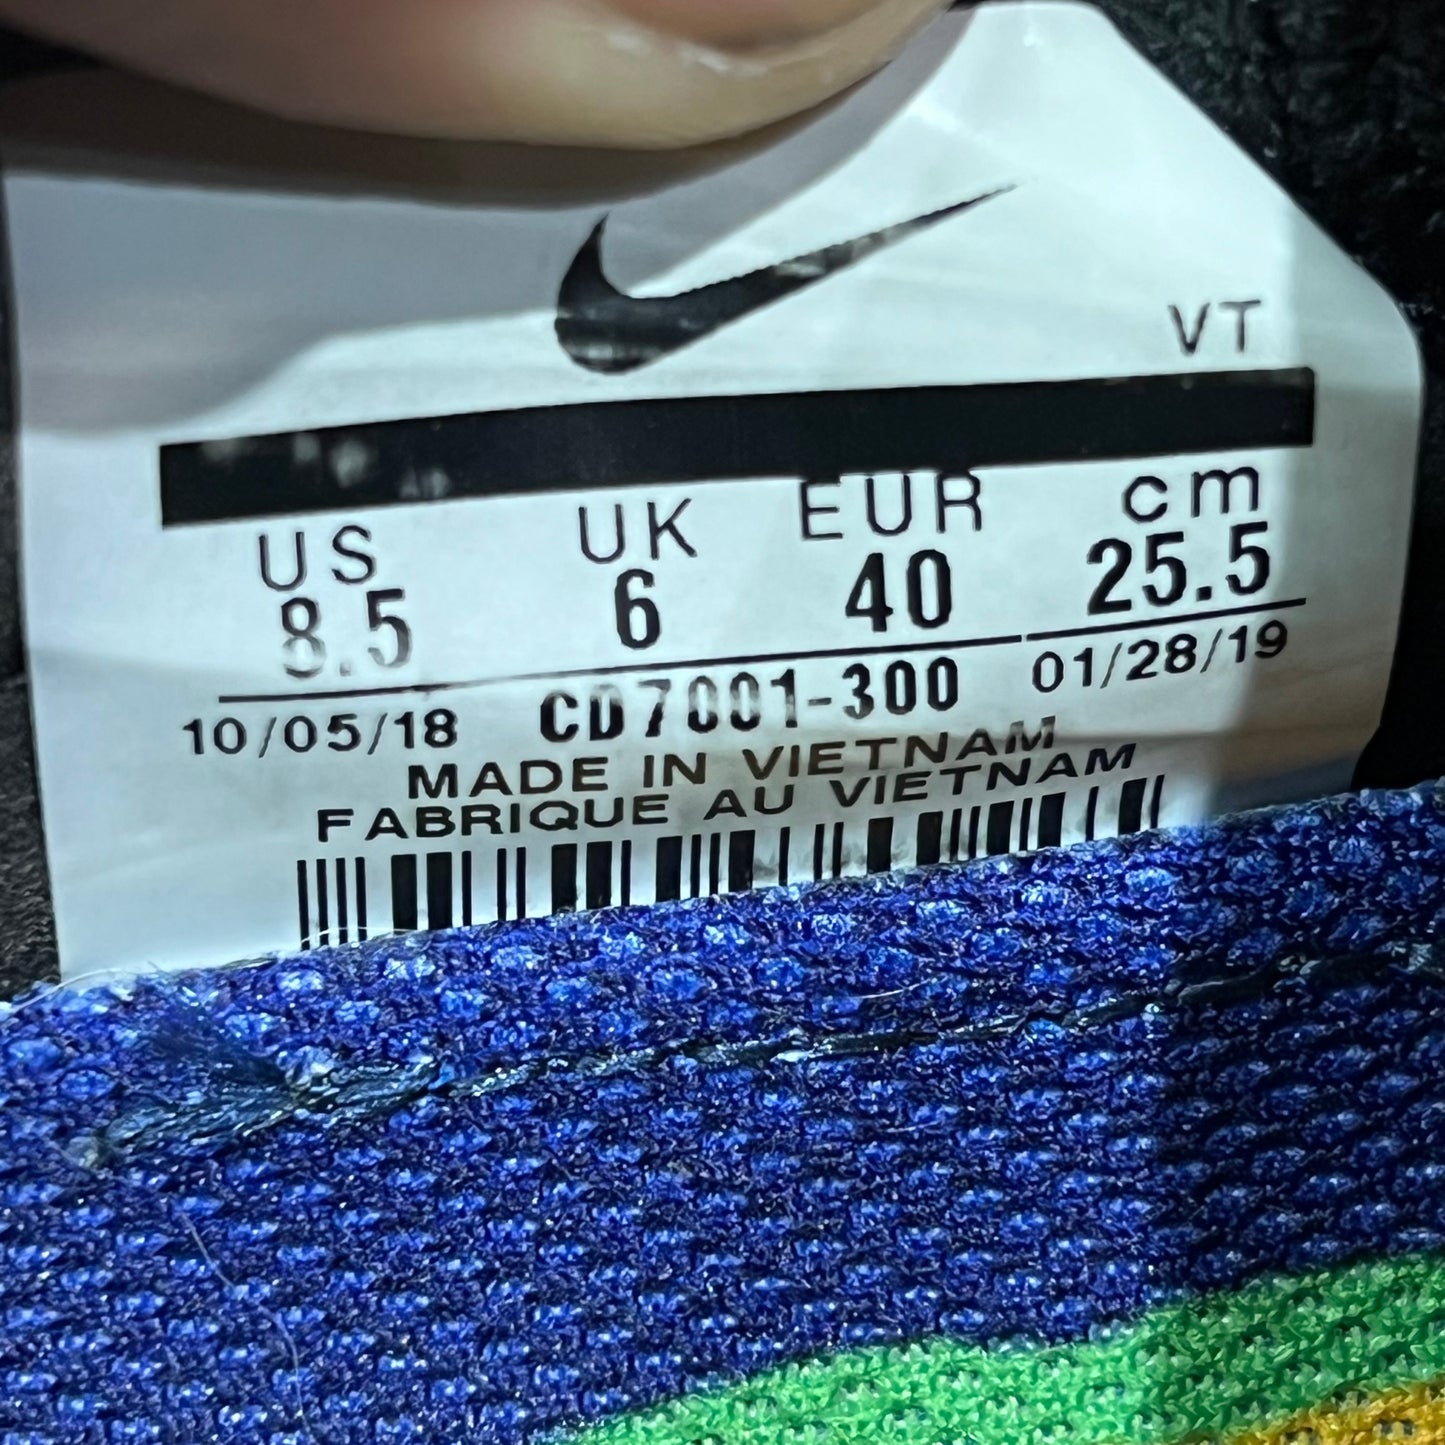 VT
US UK EUR cm
8.5 6 40 25.5
10/05/18 CD7001-300 01/28/19
MADE IN VIETNAM
FABRIQUE AU VIETNAM